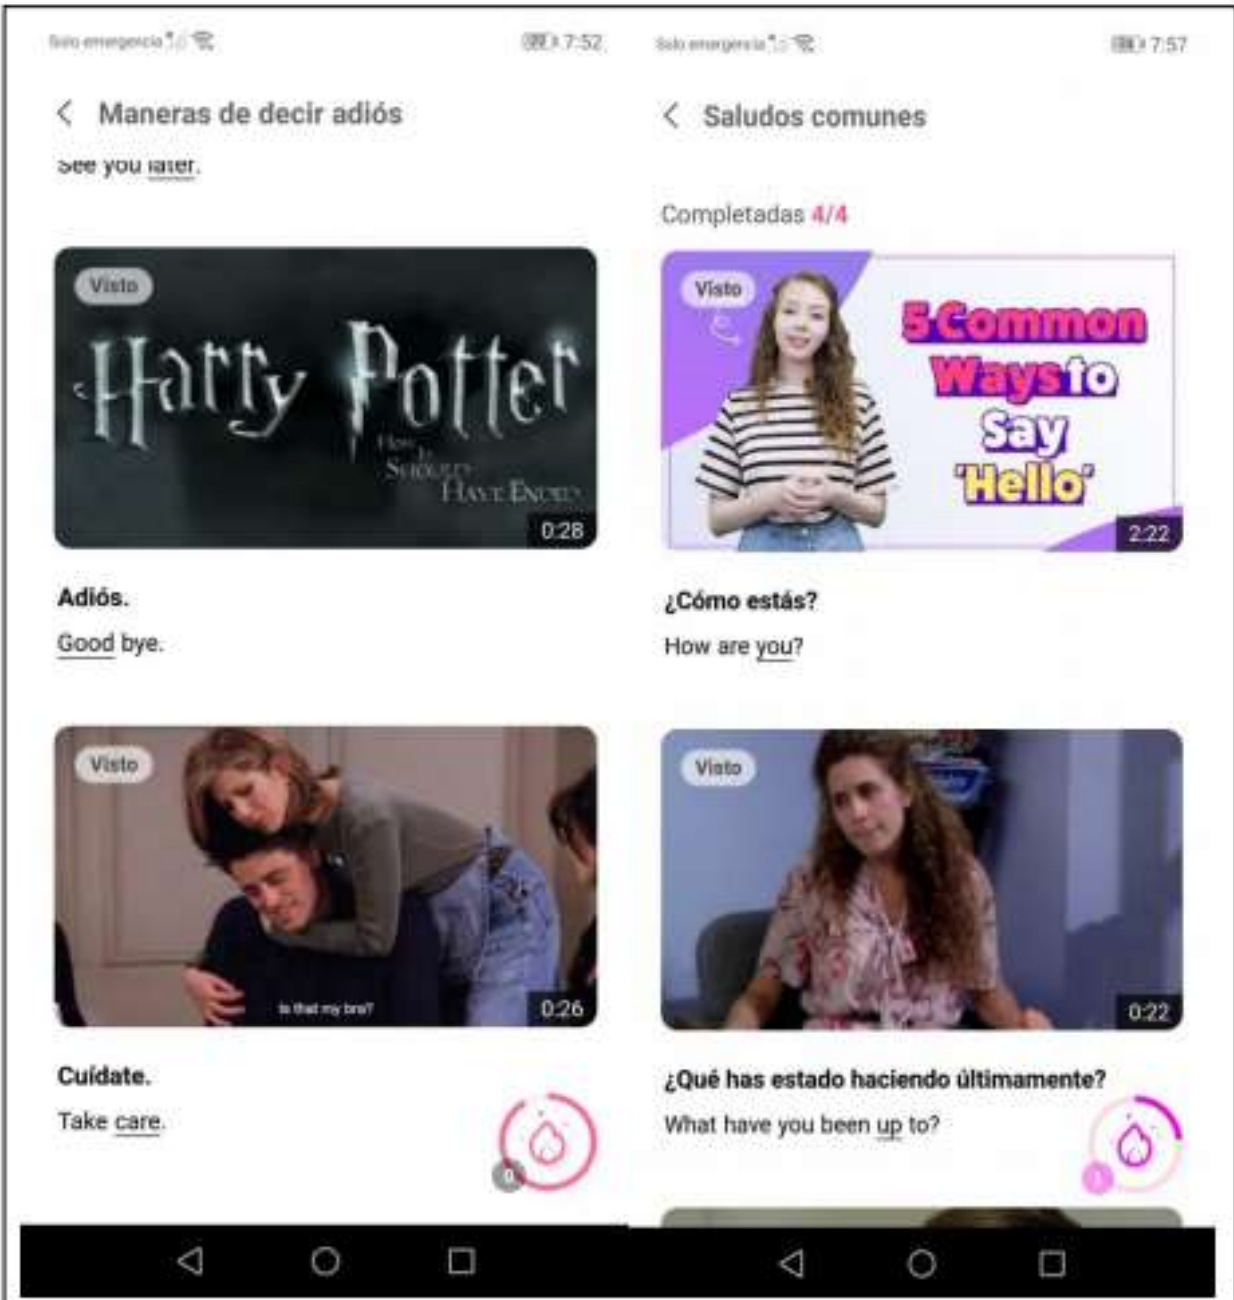 Solo emergencia
7:52
Maneras de decir adiós
See you later.
Visto
Harry Potter
How
It
Should
Have Ended
0:28
Adiós.
Good bye.
Visto
Is that my bra?
0:26
Cuídate.
Take care.
0
Solo emergencia
7:57
Saludos comunes
Completadas 4/4
Visto
5 Common
Ways to
Say
'Hello'
2:22
¿Cómo estás?
How are you?
Visto
0:22
¿Qué has estado haciendo últimamente?
What have you been up to?
1